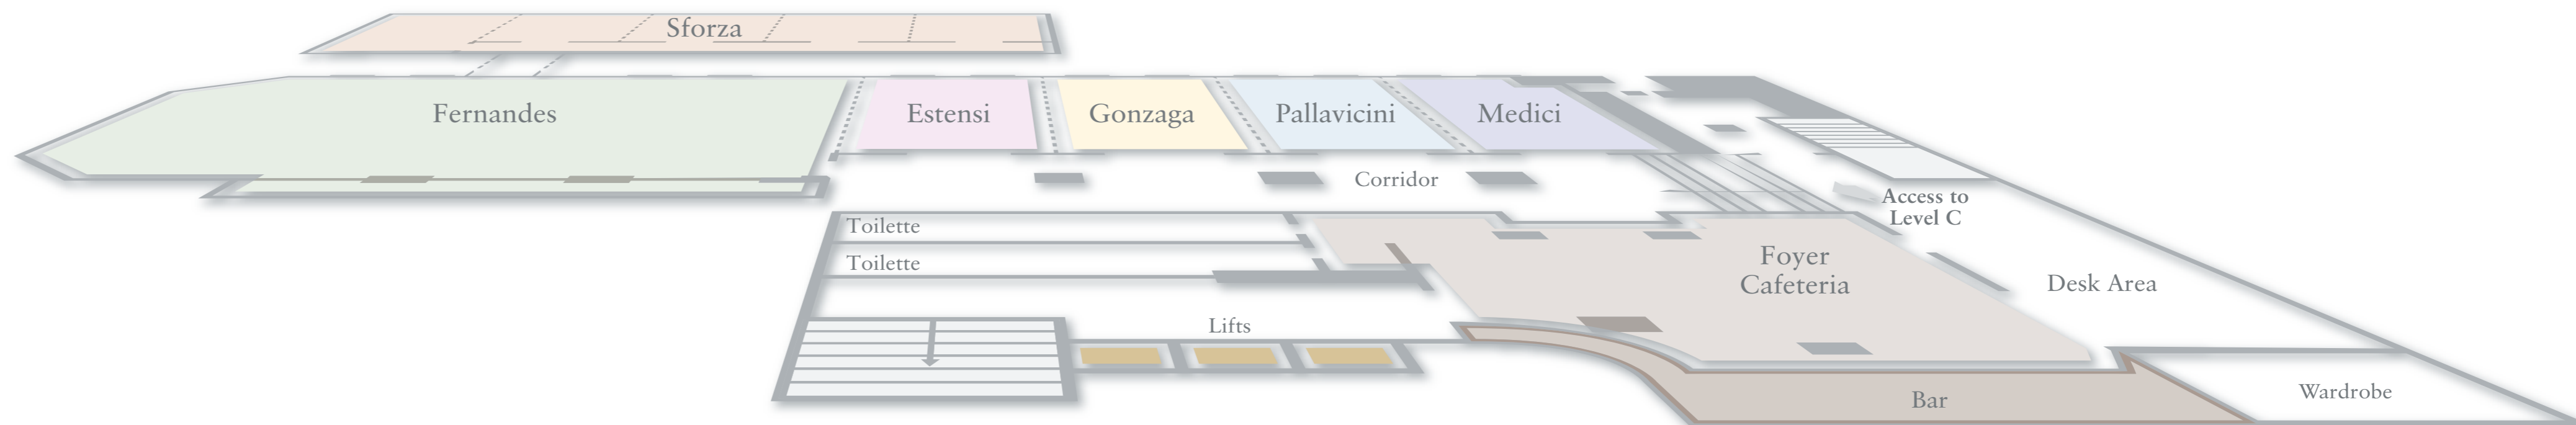 Sforza
Fernandes
Estensi
Gonzaga
Pallavicini
Medici
Corridor
Access to
Level C
Toilette
Toilette
Foyer
Cafeteria
Desk Area
Lifts
Wardrobe
Bar